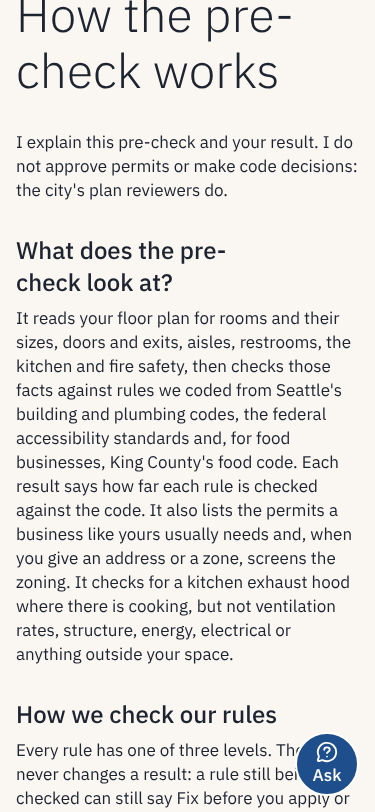 How the pre-
check works
I explain this pre-check and your result. I do
not approve permits or make code decisions:
the city's plan reviewers do.
What does the pre-
check look at?
It reads your floor plan for rooms and their
sizes, doors and exits, aisles, restrooms, the
kitchen and fire safety, then checks those
facts against rules we coded from Seattle's
building and plumbing codes, the federal
accessibility standards and, for food
businesses, King County's food code. Each
result says how far each rule is checked
against the code. It also lists the permits a
business like yours usually needs and, when
you give an address or a zone, screens the
zoning. It checks for a kitchen exhaust hood
where there is cooking, but not ventilation
rates, structure, energy, electrical or
anything outside your space.
How we check our rules
Every rule has one of three levels.
never changes a result: a rule still
checked can still say Fix before you apply or
Ask